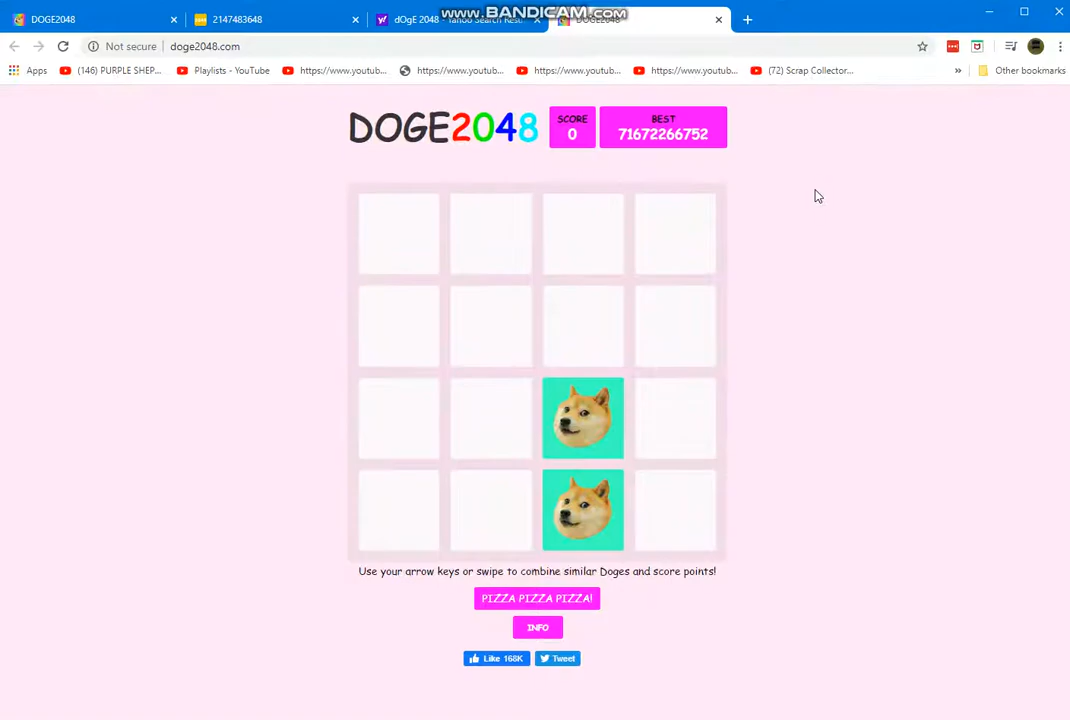 www.BANDICAM.com
DOGE2048
2147483648
dOgE 2048 - Yahoo Search Res
DOGE2048
Not secure
doge2048.com
Apps
(146) PURPLE SHEP...
Playlists - YouTube
https://www.youtub...
https://www.youtub...
https://www.youtub...
https://www.youtub...
(72) Scrap Collector...
»
Other bookmarks
DOGE2048
SCORE
0
BEST
71672266752
Use your arrow keys or swipe to combine similar Doges and score points!
PIZZA PIZZA PIZZA!
INFO
Like 168K
Tweet